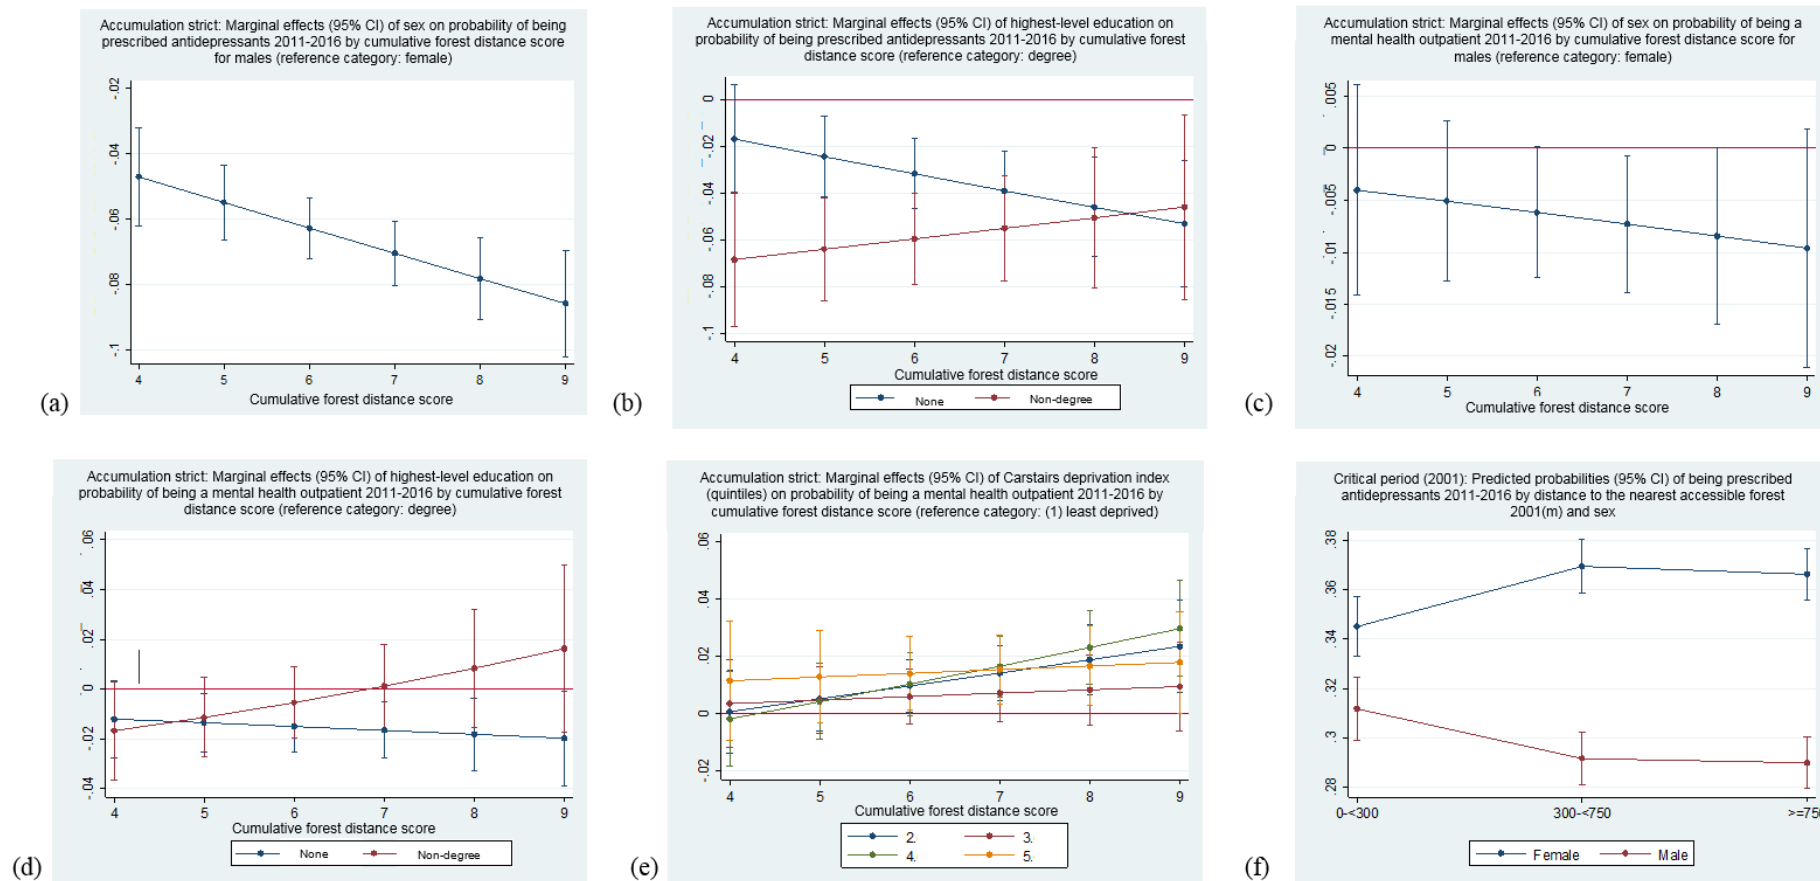 Accumulation strict: Marginal effects (95% CI) of sex on probability of being
prescribed antidepressants 2011-2016 by cumulative forest distance score
for males (reference category: female)
-.02
-.04
-.06
-.08
-.1
4 5 6 7 8 9
Cumulative forest distance score
(a)
Accumulation strict: Marginal effects (95% CI) of highest-level education on
probability of being prescribed antidepressants 2011-2016 by cumulative forest
distance score (reference category: degree)
0
-.02
-.04
-.06
-.08
-.1
4 5 6 7 8 9
Cumulative forest distance score
None Non-degree
(b)
Accumulation strict: Marginal effects (95% CI) of sex on probability of being a
mental health outpatient 2011-2016 by cumulative forest distance score for
males (reference category: female)
.005
0
-.005
-.01
-.015
-.02
4 5 6 7 8 9
Cumulative forest distance score
(c)
Accumulation strict: Marginal effects (95% CI) of highest-level education on
probability of being a mental health outpatient 2011-2016 by cumulative forest
distance score (reference category: degree)
.06
.04
.02
0
-.02
-.04
4 5 6 7 8 9
Cumulative forest distance score
None Non-degree
(d)
Accumulation strict: Marginal effects (95% CI) of Carstairs deprivation index
(quintiles) on probability of being a mental health outpatient 2011-2016 by
cumulative forest distance score (reference category: (1) least deprived)
.06
.04
.02
0
-.02
4 5 6 7 8 9
Cumulative forest distance score
2. 3.
4. 5.
(e)
Critical period (2001): Predicted probabilities (95% CI) of being prescribed
antidepressants 2011-2016 by distance to the nearest accessible forest
2001(m) and sex
.38
.36
.34
.32
.3
.28
0-<300 300-<750 >=750
Female Male
(f)